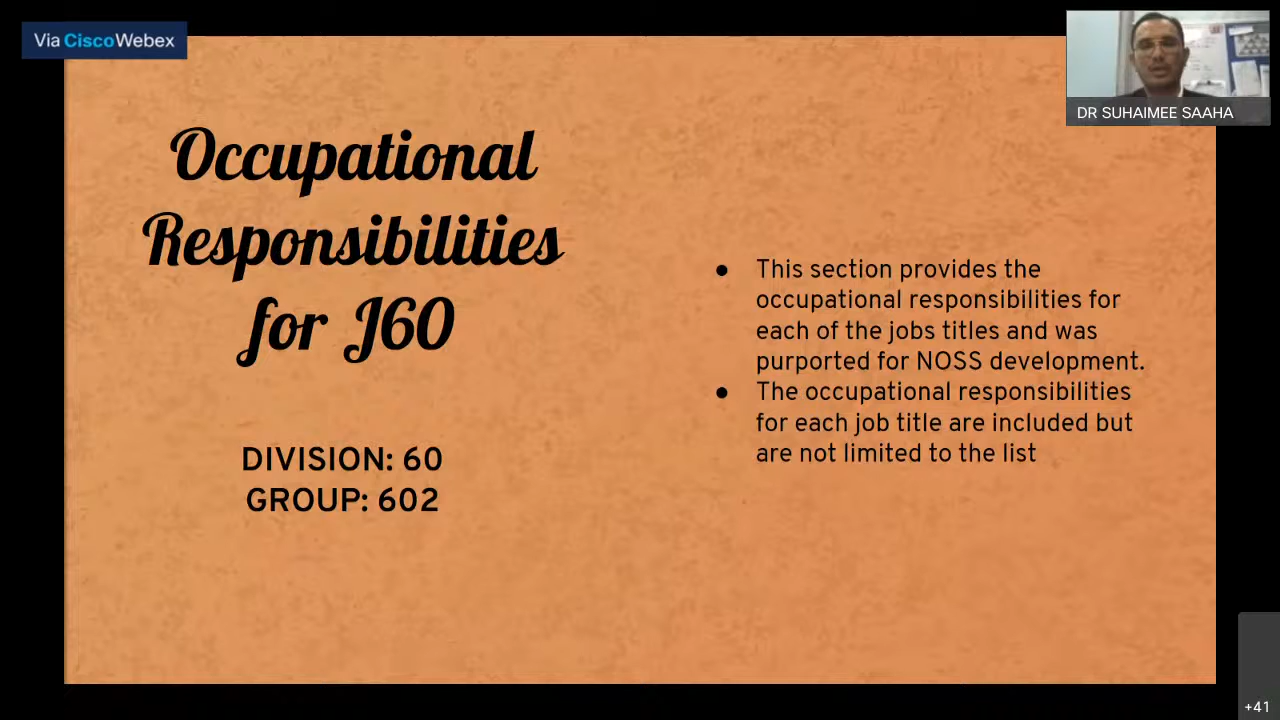 Via CiscoWebex
DR SUHAIMEE SAAHA
Occupational
Responsibilities
for J60
DIVISION: 60
GROUP: 602
● This section provides the
occupational responsibilities for
each of the jobs titles and was
purported for NOSS development.
● The occupational responsibilities
for each job title are included but
are not limited to the list
+41